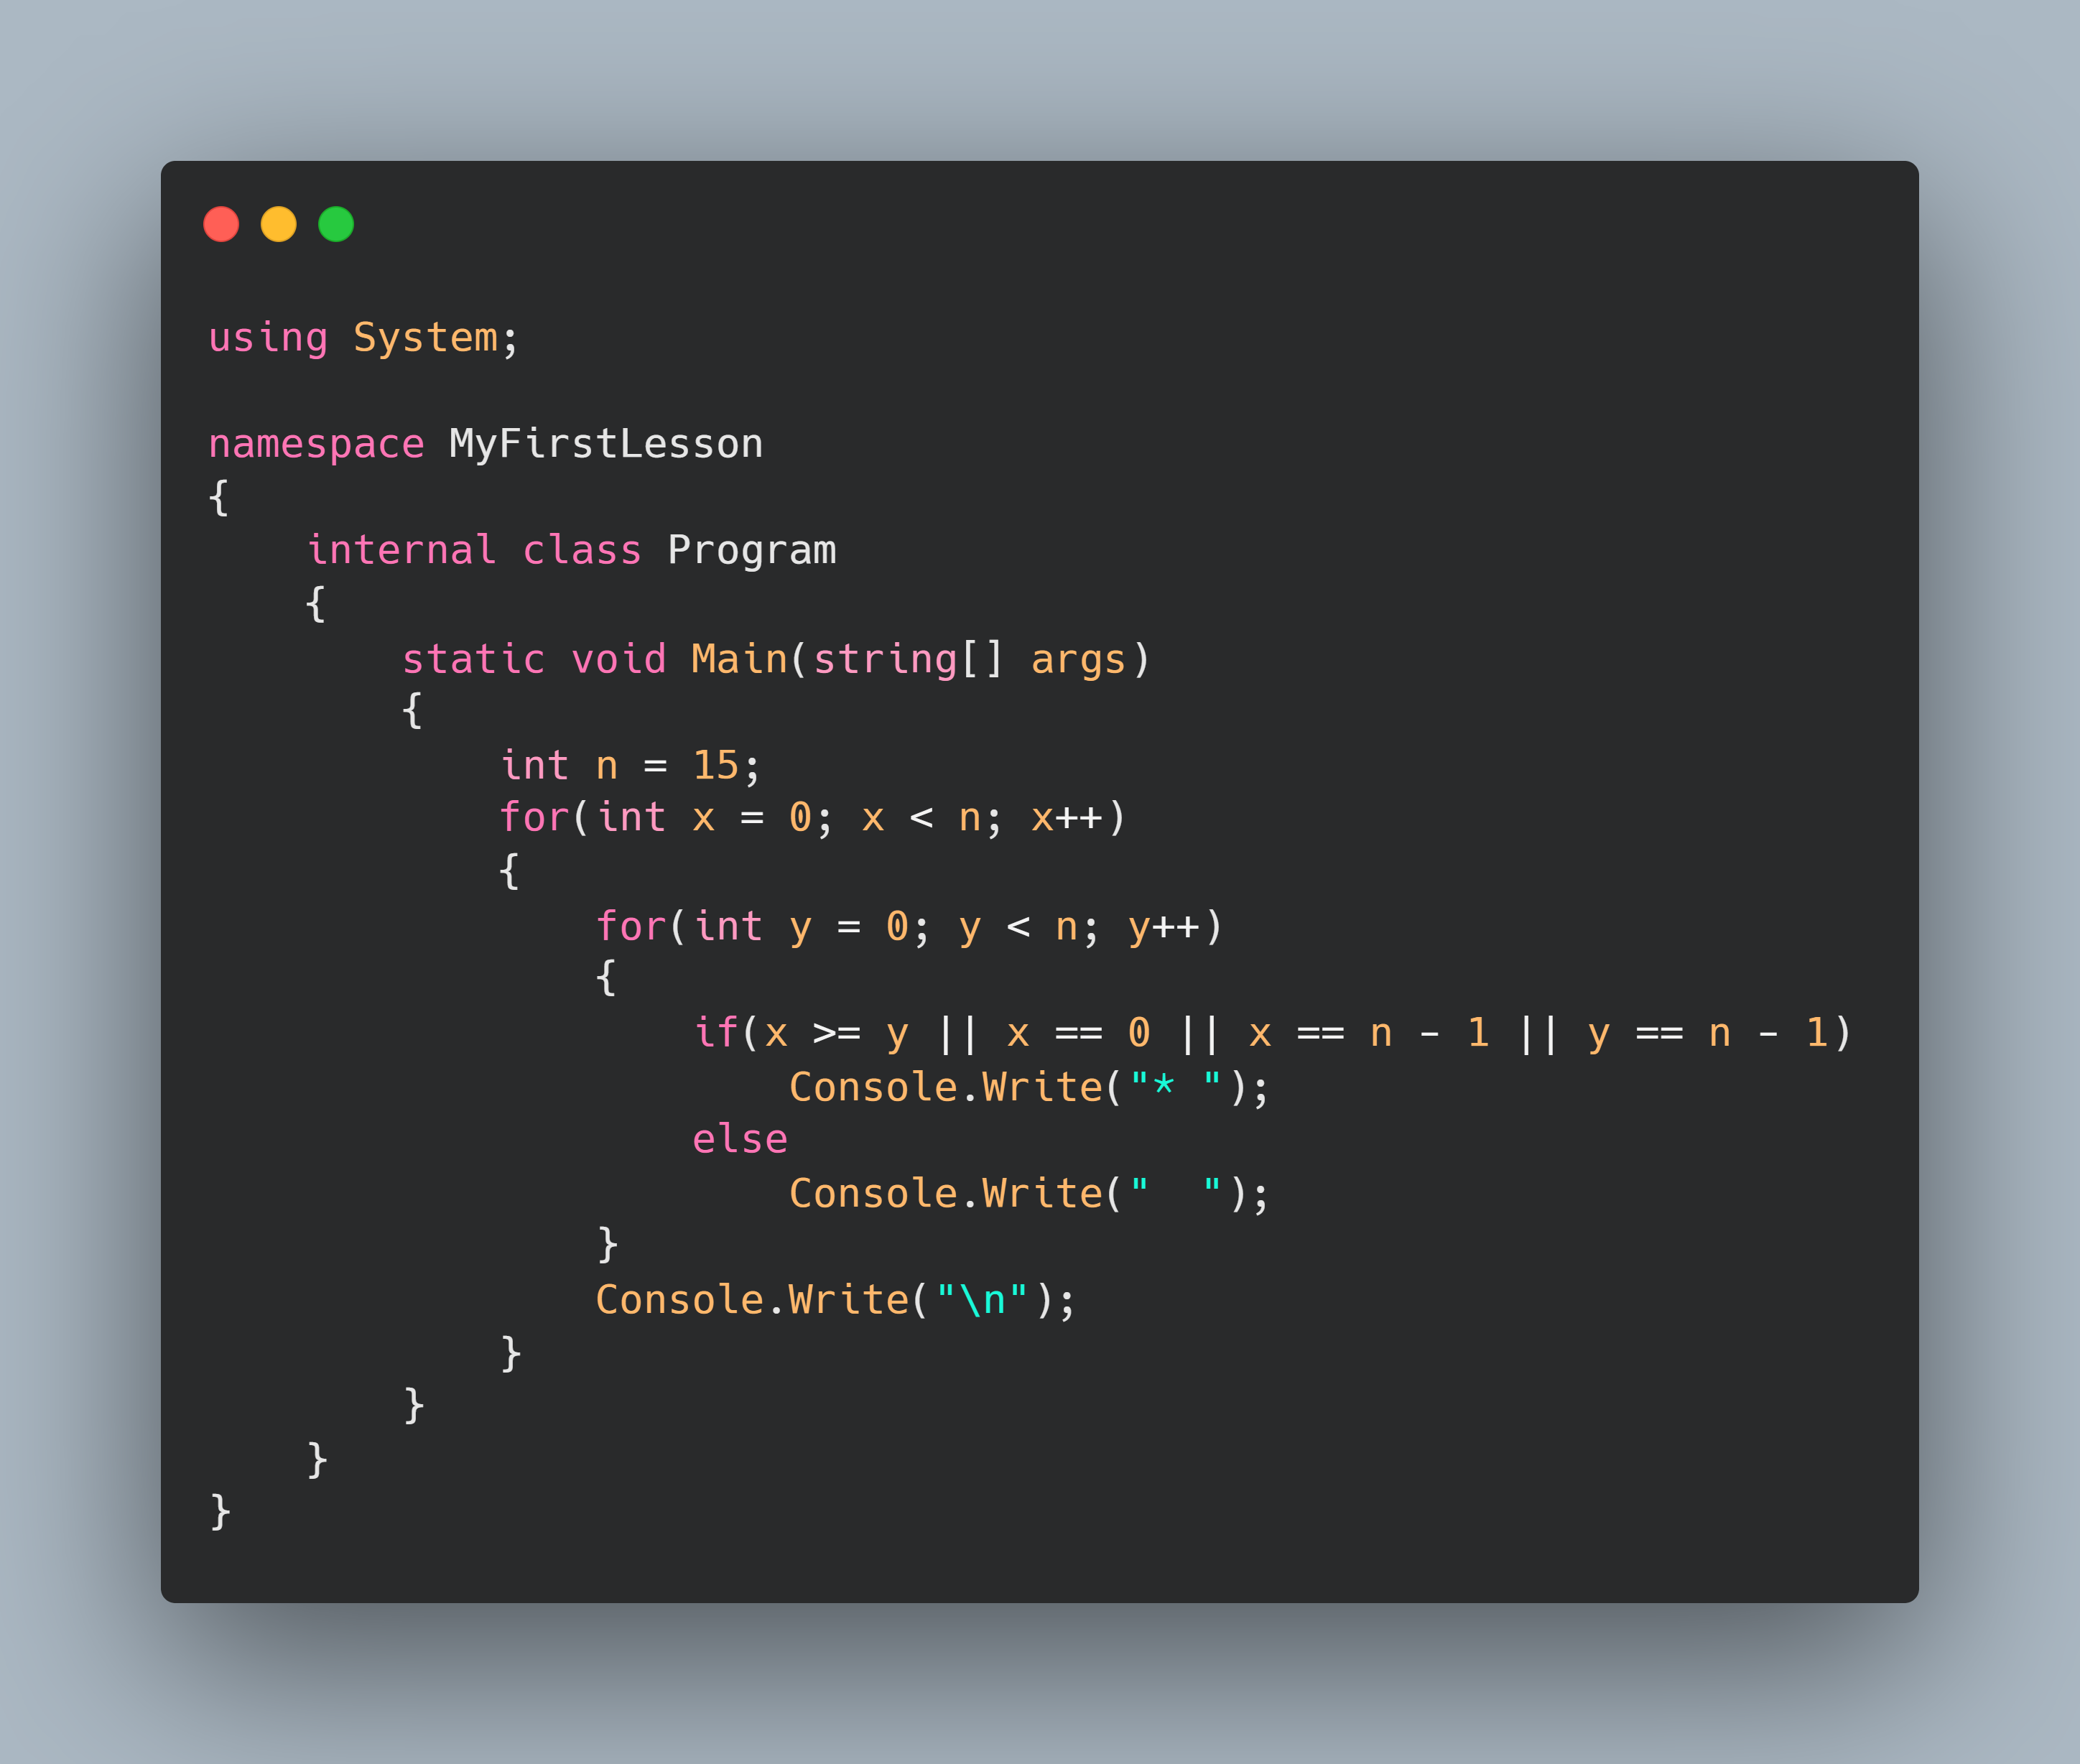 using System;

namespace MyFirstLesson
{
    internal class Program
    {
        static void Main(string[] args)
        {
            int n = 15;
            for(int x = 0; x < n; x++)
            {
                for(int y = 0; y < n; y++)
                {
                    if(x >= y || x == 0 || x == n - 1 || y == n - 1)
                        Console.Write("* ");
                    else
                        Console.Write("  ");
                }
                Console.Write("\n");
            }
        }
    }
}